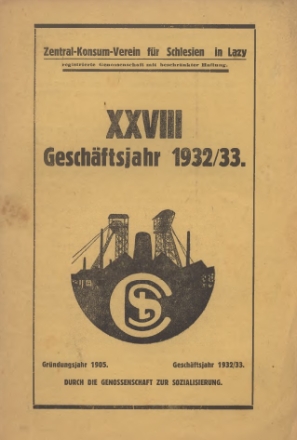 Zentral-Konsum-Verein für Schlesien in Lazy
registrierte Genossenschaft mit beschränkter Haftung.
XXVIII
Geschäftsjahr 1932/33.
Gründungsjahr 1905. Geschäftsjahr 1932/33.
DURCH DIE GENOSSENSCHAFT ZUR SOZIALISIERUNG.